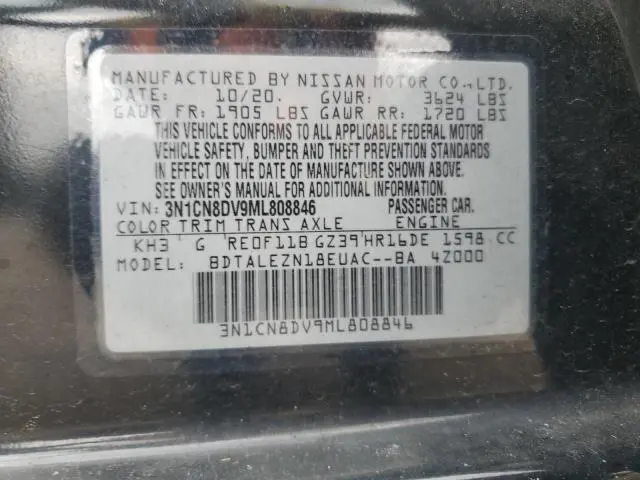 MANUFACTURED BY NISSAN MOTOR CO.,LTD.
DATE: 10/20. GVWR: 3624 LBS
GAWR FR: 1905 LBS GAWR RR: 1720 LBS
THIS VEHICLE CONFORMS TO ALL APPLICABLE FEDERAL MOTOR
VEHICLE SAFETY, BUMPER AND THEFT PREVENTION STANDARDS
IN EFFECT ON THE DATE OF MANUFACTURE SHOWN ABOVE.
SEE OWNER'S MANUAL FOR ADDITIONAL INFORMATION.
VIN: 3N1CN8DV9ML808846 PASSENGER CAR.
COLOR TRIM TRANS AXLE ENGINE
KH3 G RE0F11B GZ39 HR16DE 1598 CC
MODEL: BDTALEZN18EUAC--BA 4Z000
3N1CN8DV9ML808846